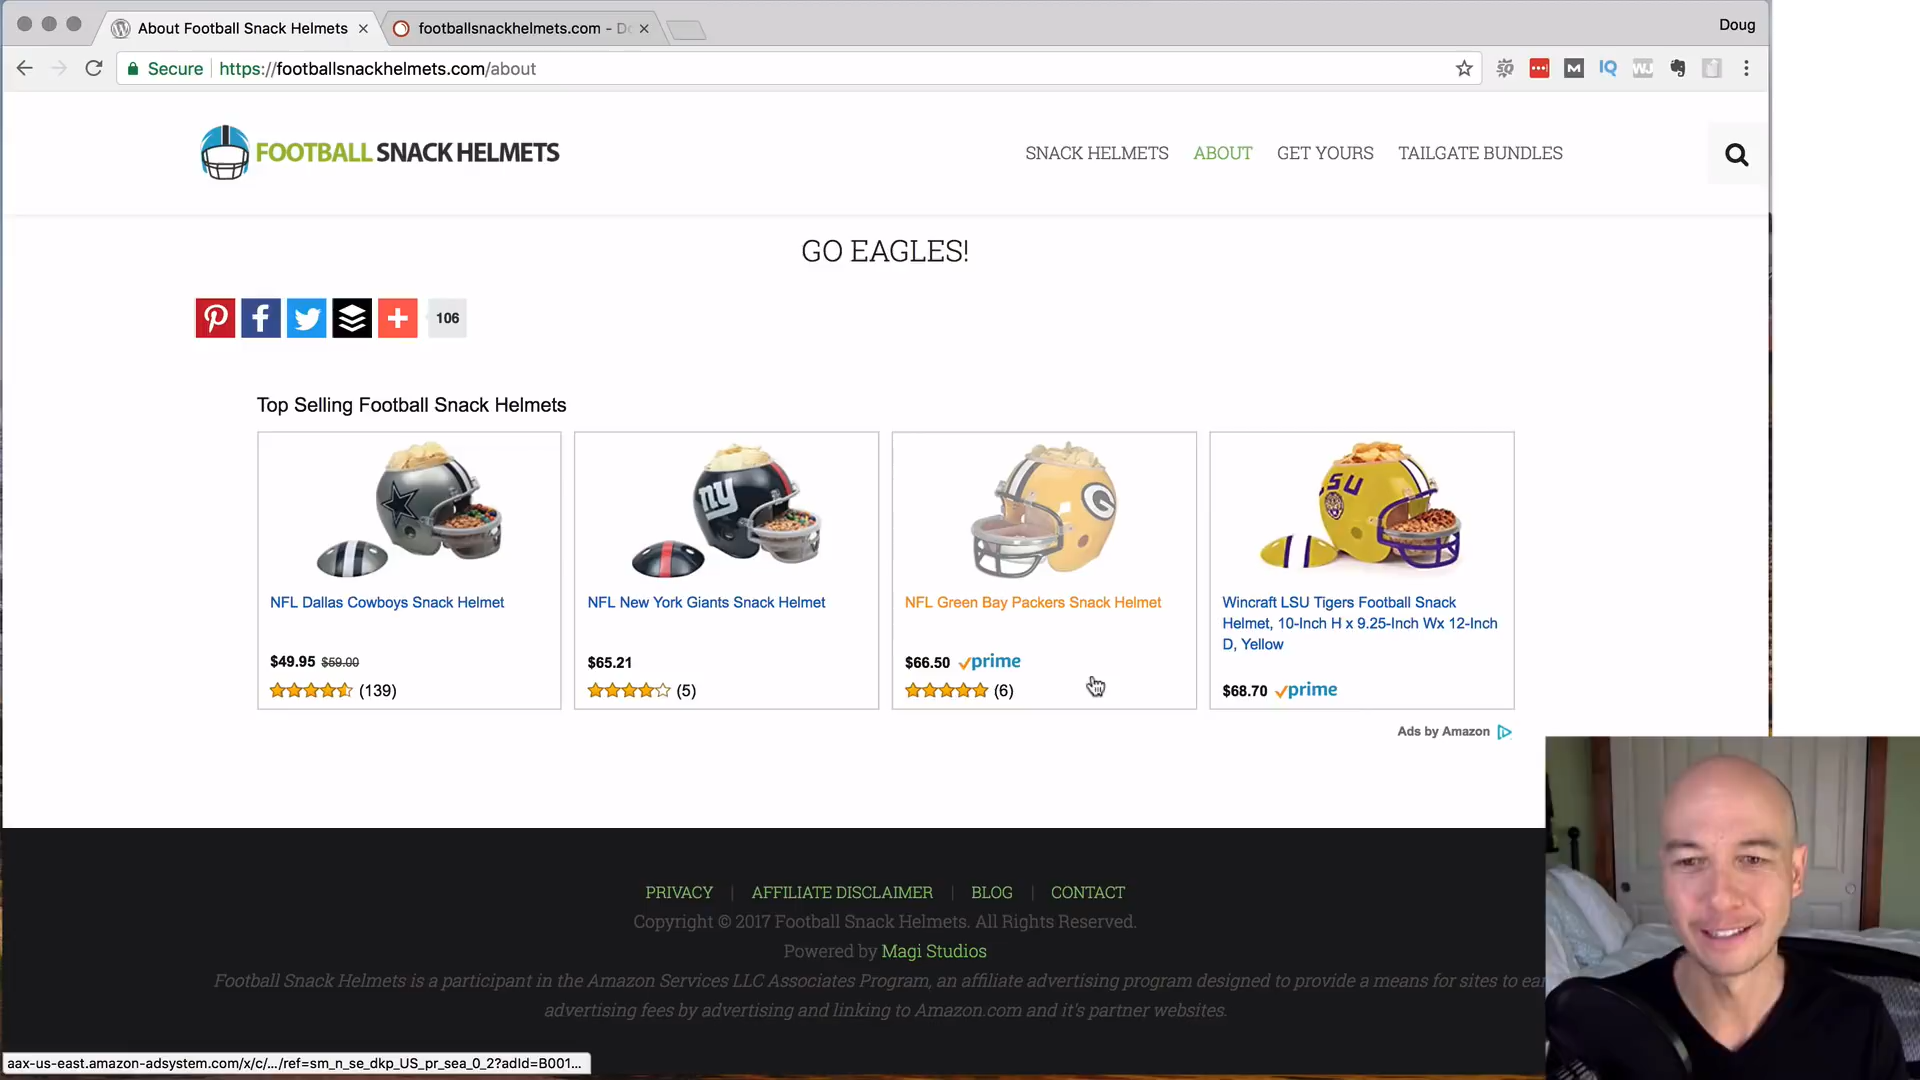 About Football Snack Helmets
footballsnackhelmets.com - D
Doug
Secure https://footballsnackhelmets.com/about
FOOTBALL SNACK HELMETS
SNACK HELMETS ABOUT GET YOURS TAILGATE BUNDLES
GO EAGLES!
106
Top Selling Football Snack Helmets
ny
G
LSU
NFL Dallas Cowboys Snack Helmet
$49.95 $59.00
(139)
NFL New York Giants Snack Helmet
$65.21
(5)
NFL Green Bay Packers Snack Helmet
$66.50 prime
(6)
Wincraft LSU Tigers Football Snack
Helmet, 10-Inch H x 9.25-Inch Wx 12-Inch
D, Yellow
$68.70 prime
Ads by Amazon
PRIVACY | AFFILIATE DISCLAIMER | BLOG | CONTACT
Copyright © 2017 Football Snack Helmets. All Rights Reserved.
Powered by Magi Studios
Football Snack Helmets is a participant in the Amazon Services LLC Associates Program, an affiliate advertising program designed to provide a means for sites to ear
advertising fees by advertising and linking to Amazon.com and it's partner websites.
aax-us-east.amazon-adsystem.com/x/c/.../ref=sm_n_se_dkp_US_pr_sea_0_2?adId=B001...